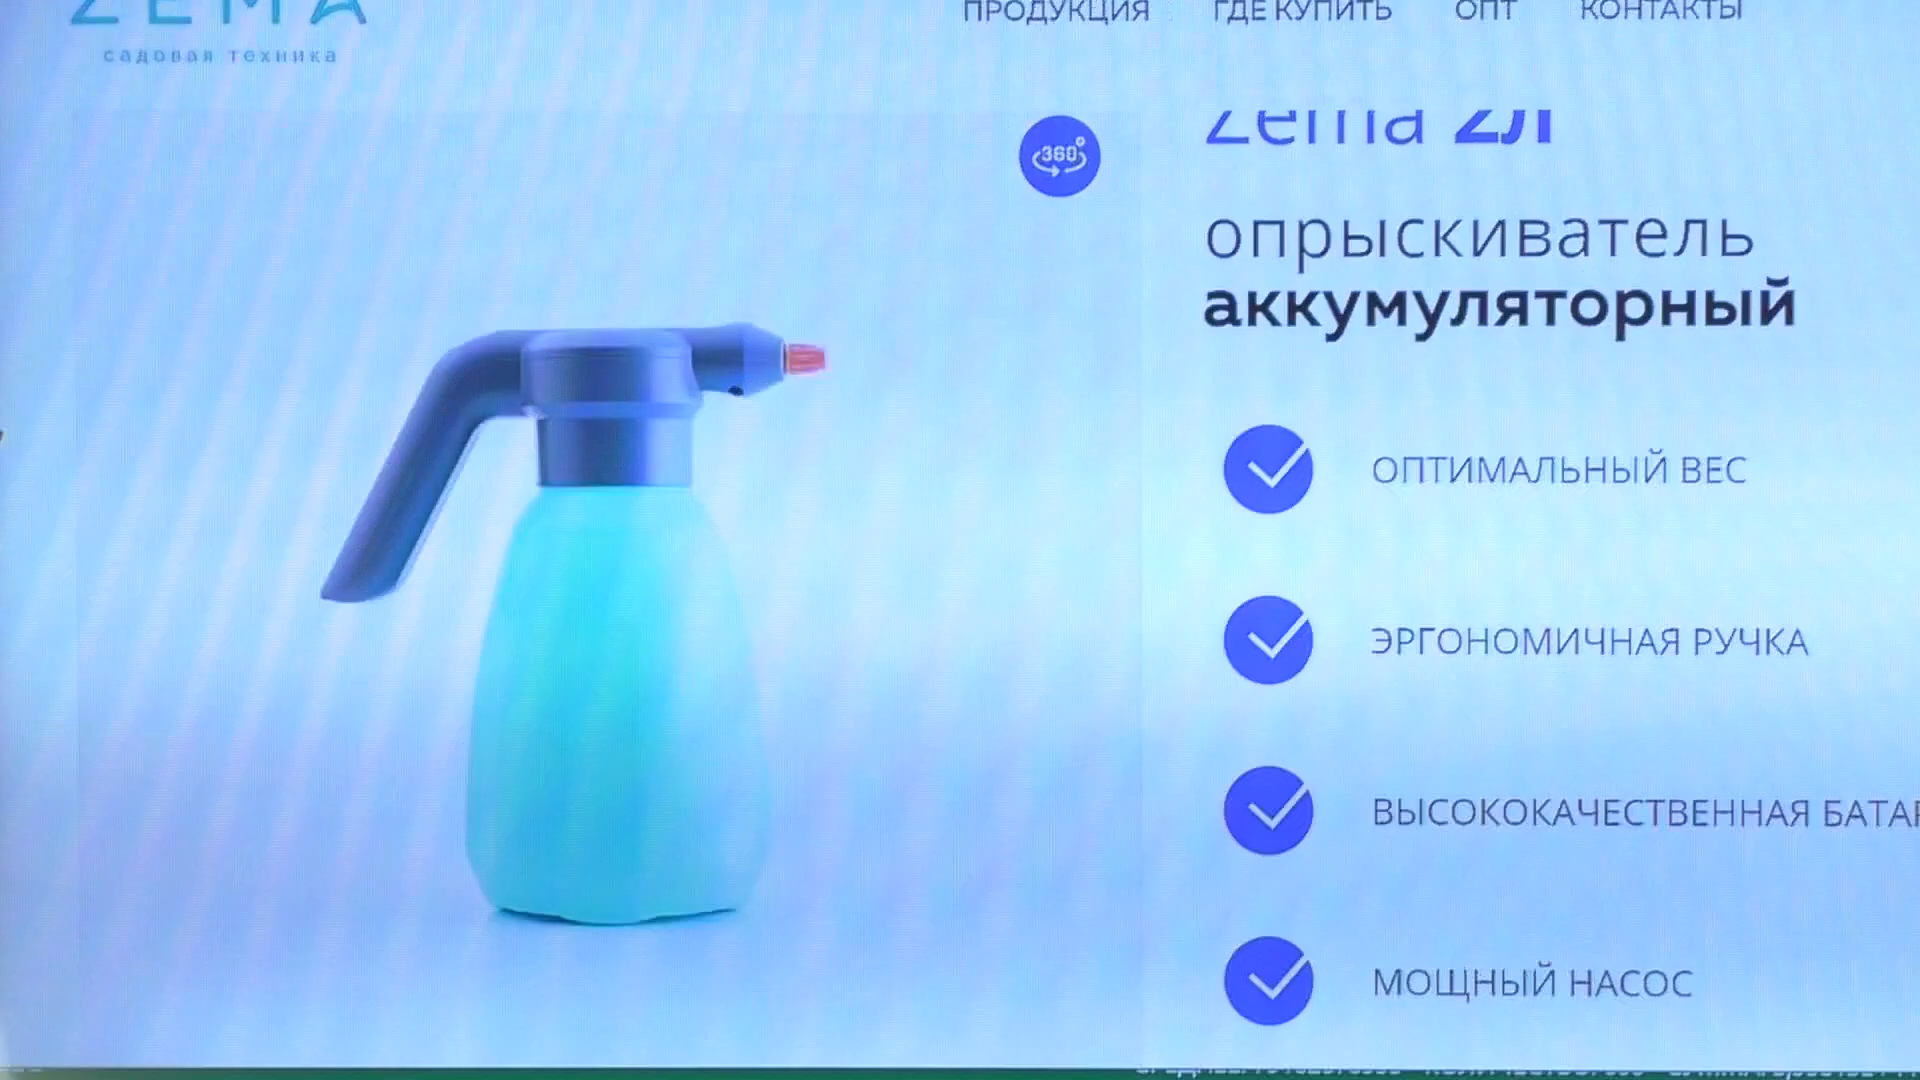 ZEMA
садовая техника
ПРОДУКЦИЯ ГДЕ КУПИТЬ ОПТ КОНТАКТЫ
360°
zema 2л
опрыскиватель
аккумуляторный
ОПТИМАЛЬНЫЙ ВЕС
ЭРГОНОМИЧНАЯ РУЧКА
ВЫСОКОКАЧЕСТВЕННАЯ
МОЩНЫЙ НАСОС